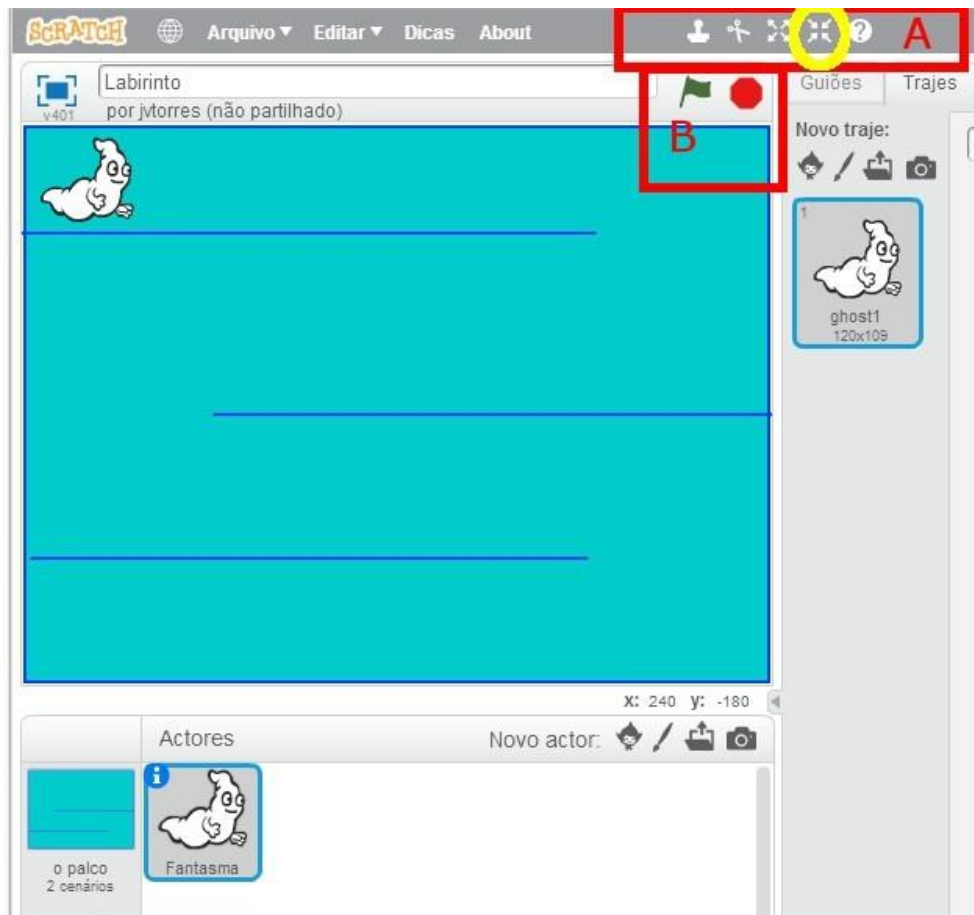 SCRATCH Arquivo Editar Dicas About A
Labirinto
v401 por jvtorres (não partilhado)
B
Guiões Trajes
Novo traje:
1
ghost1
120x109
x: 240 y: -180
Actores Novo actor:
o palco
2 cenários
Fantasma